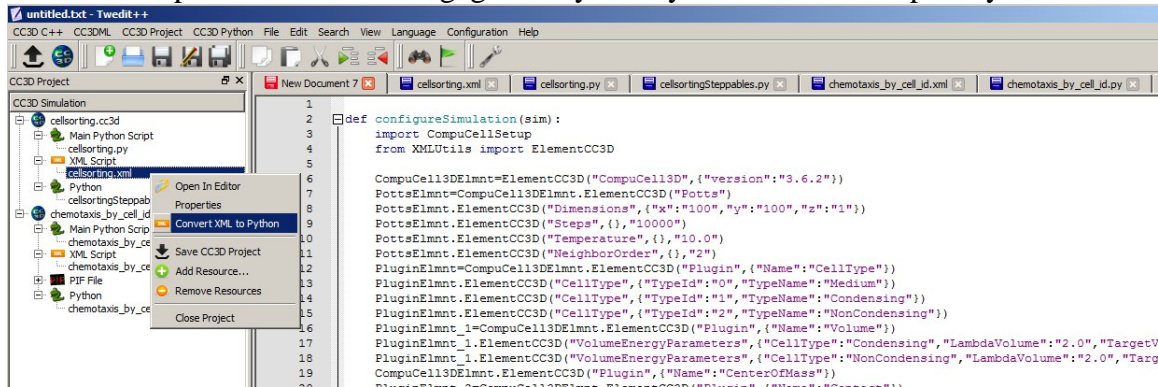 untitled.txt - Twedit++
CC3D C++ CC3DML CC3D Project CC3D Python File Edit Search View Language Configuration Help
CC3D Project
New Document 7 cellsorting.xml cellsorting.py cellsortingSteppables.py chemotaxis_by_cell_id.xml chemotaxis_by_cell_id.py
CC3D Simulation
cellsorting.cc3d
Main Python Script
cellsorting.py
XML Script
cellsorting.xml
Python
cellsortingSteppab
chemotaxis_by_cell_id
Main Python Scrip
chemotaxis_by_ce
XML Script
chemotaxis_by_ce
PIF File
Python
chemotaxis_by_ce
Open In Editor
Properties
Convert XML to Python
Save CC3D Project
Add Resource...
Remove Resources
Close Project
1
2 def configureSimulation(sim):
3 import CompuCellSetup
4 from XMLUtils import ElementCC3D
5
6 CompuCell3DElmnt=ElementCC3D("CompuCell3D",{"version":"3.6.2"})
7 PottsElmnt=CompuCell3DElmnt.ElementCC3D("Potts")
8 PottsElmnt.ElementCC3D("Dimensions",{"x":"100","y":"100","z":"1"})
9 PottsElmnt.ElementCC3D("Steps",{},"10000")
10 PottsElmnt.ElementCC3D("Temperature",{},"10.0")
11 PottsElmnt.ElementCC3D("NeighborOrder",{},"2")
12 PluginElmnt=CompuCell3DElmnt.ElementCC3D("Plugin",{"Name":"CellType"})
13 PluginElmnt.ElementCC3D("CellType",{"TypeId":"0","TypeName":"Medium"})
14 PluginElmnt.ElementCC3D("CellType",{"TypeId":"1","TypeName":"Condensing"})
15 PluginElmnt.ElementCC3D("CellType",{"TypeId":"2","TypeName":"NonCondensing"})
16 PluginElmnt_1=CompuCell3DElmnt.ElementCC3D("Plugin",{"Name":"Volume"})
17 PluginElmnt_1.ElementCC3D("VolumeEnergyParameters",{"CellType":"Condensing","LambdaVolume":"2.0","TargetV
18 PluginElmnt_1.ElementCC3D("VolumeEnergyParameters",{"CellType":"NonCondensing","LambdaVolume":"2.0","Targ
19 CompuCell3DElmnt.ElementCC3D("Plugin",{"Name":"CenterOfMass"})